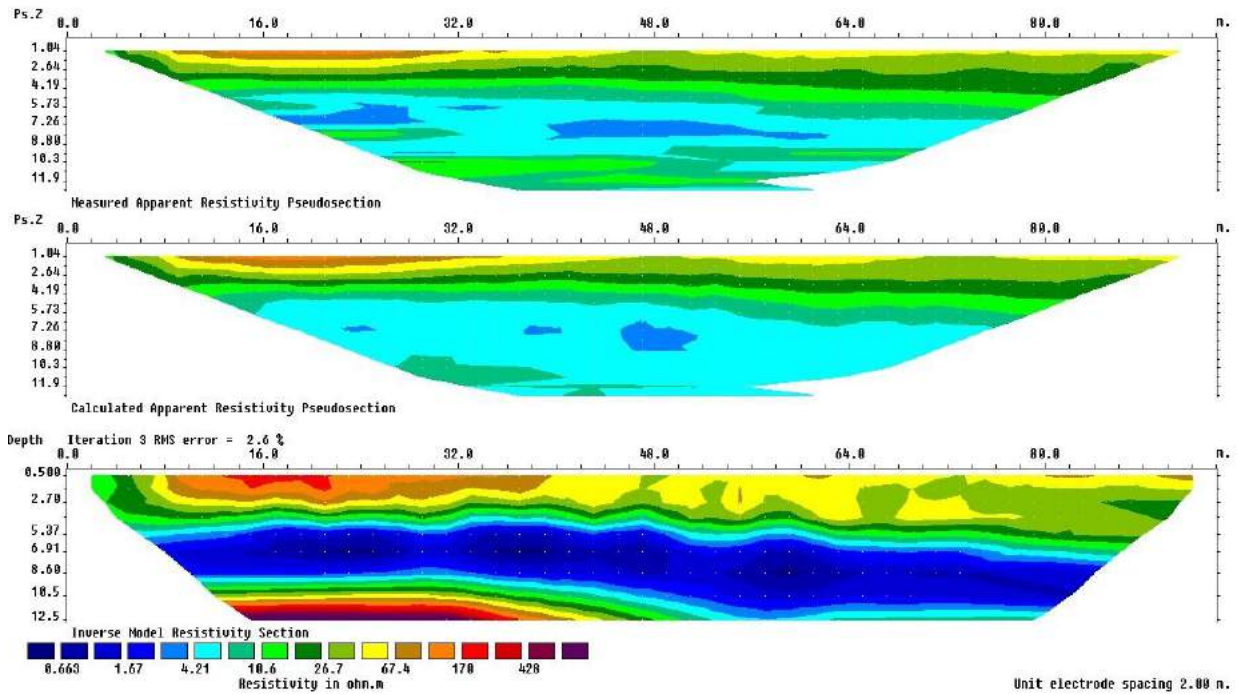 Ps.Z 0.0 16.0 32.0 48.0 64.0 80.0 m.
1.04
2.64
4.19
5.73
7.26
8.80
10.3
11.9
Measured Apparent Resistivity Pseudosection
Ps.Z 0.0 16.0 32.0 48.0 64.0 80.0 m.
1.04
2.64
4.19
5.73
7.26
8.80
10.3
11.9
Calculated Apparent Resistivity Pseudosection
Depth Iteration 3 RMS error = 2.6 %
0.0 16.0 32.0 48.0 64.0 80.0 m.
0.500
2.70
5.37
6.91
8.60
10.5
12.5
Inverse Model Resistivity Section
0.663 1.67 4.21 10.6 26.7 67.4 170 428
Resistivity in ohm.m
Unit electrode spacing 2.00 m.